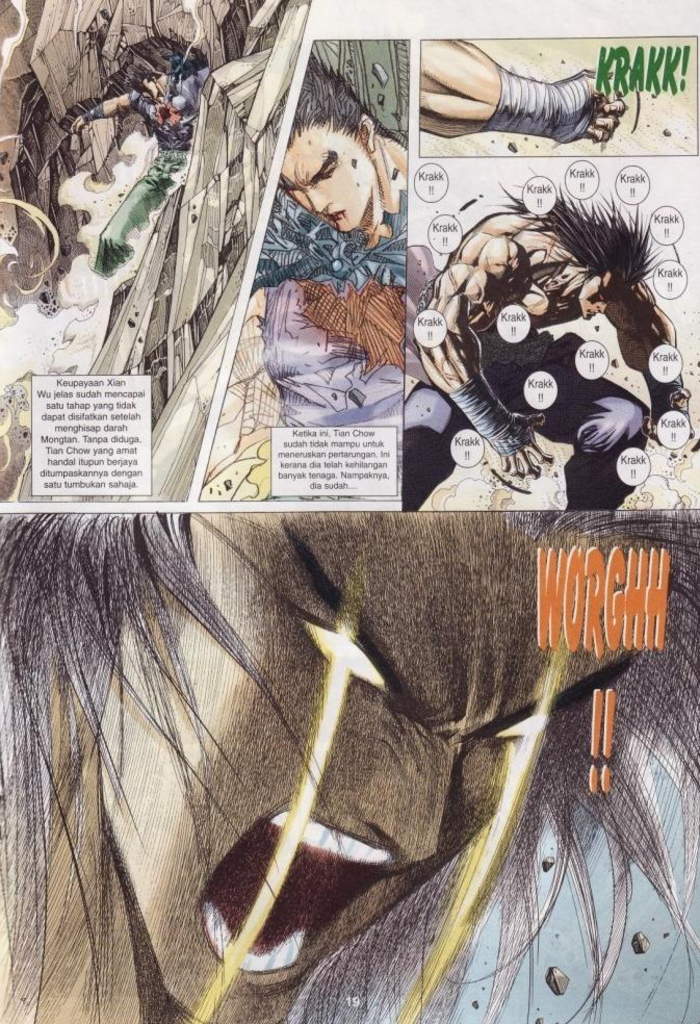 Keupayaan Xian
Wu jelas sudah mencapai
satu tahap yang tidak
dapat disifatkan setelah
menghisap darah
Mongtan. Tanpa diduga,
Tian Chow yang amat
handal itupun berjaya
ditumpaskannya dengan
satu tumbukan sahaja.
Ketika ini, Tian Chow
sudah tidak mampu untuk
meneruskan pertarungan. Ini
kerana dia telah kehilangan
banyak tenaga. Nampaknya,
dia sudah....
KRAKK!
Krakk
!!
Krakk
!!
Krakk
!!
Krakk
!!
Krakk
!!
Krakk
!!
Krakk
!!
Krakk
!!
Krakk
!!
Krakk
!!
Krakk
!!
Krakk
!!
Krakk
!!
Krakk
!!
Krakk
!!
WORGHH
!!
19